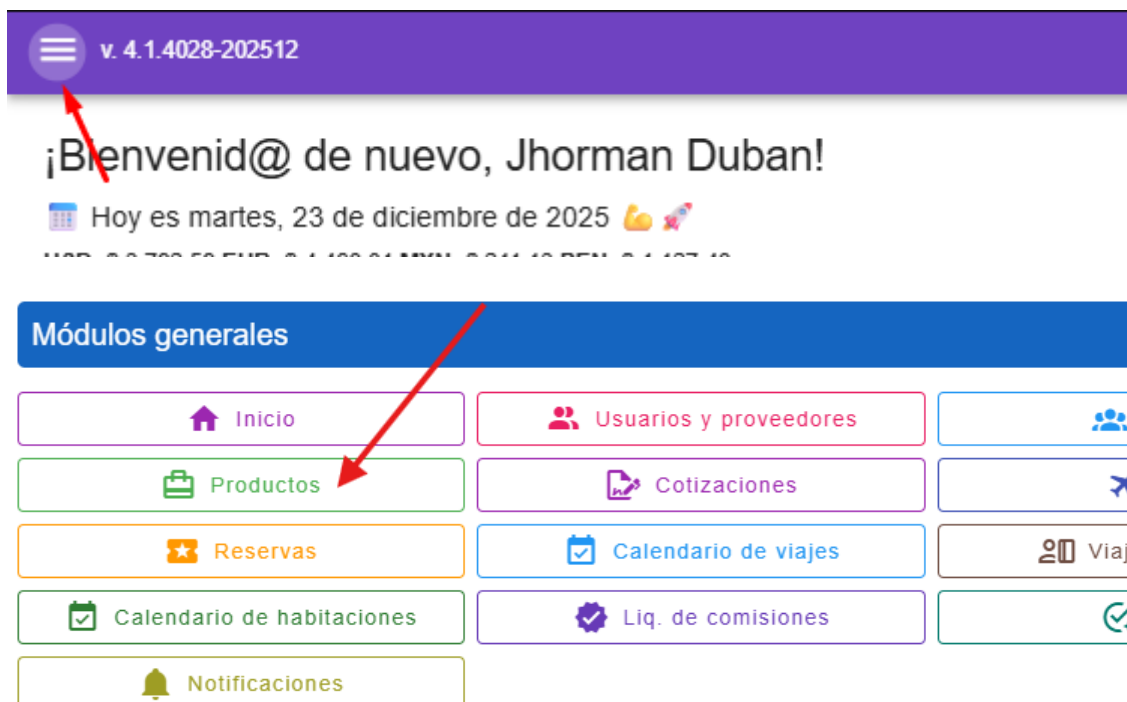 v. 4.1.4028-202512
¡Bienvenid@ de nuevo, Jhorman Duban!
Hoy es martes, 23 de diciembre de 2025
Módulos generales
Inicio
Usuarios y proveedores
Productos
Cotizaciones
Reservas
Calendario de viajes
Viaj
Calendario de habitaciones
Liq. de comisiones
Notificaciones